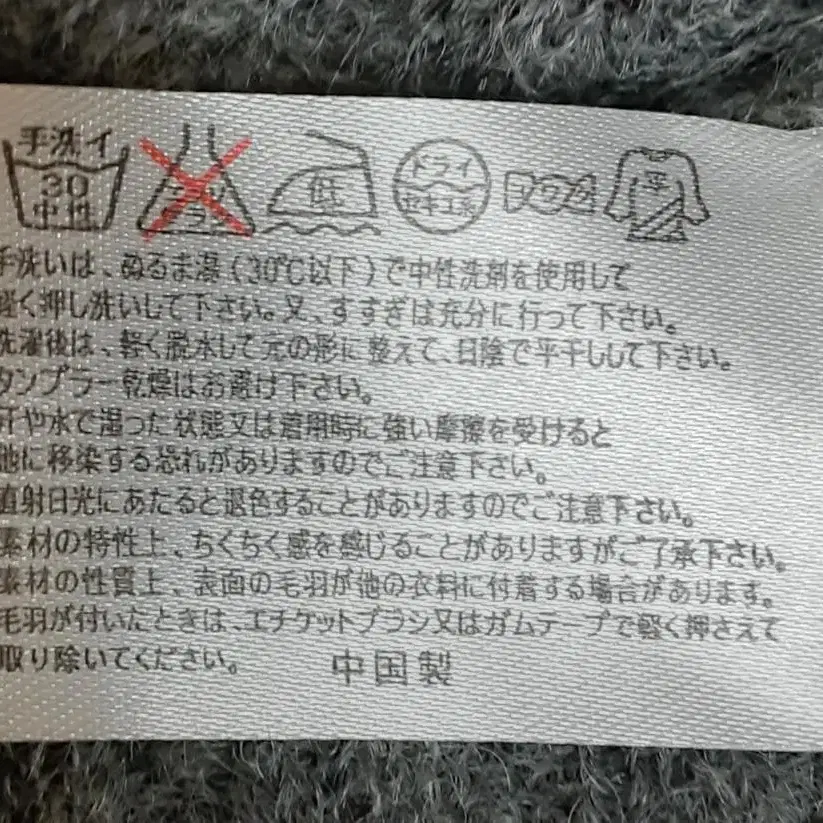 手洗イ
30
中性
低
ドライ
セキユ系
ヨワク
平
手洗いは、ぬるま湯(30℃以下)で中性洗剤を使用して
軽く押し洗いして下さい。又、すすぎは充分に行って下さい。
洗濯後は、軽く脱水して元の形に整えて、日陰で平干しして下さい。
タンブラー乾燥はお避け下さい。
汗や水で湿った状態又は着用時に強い摩擦を受けると
他に移染する恐れがありますのでご注意下さい。
直射日光にあたると退色することがありますのでご注意下さい。
素材の特性上、ちくちく感を感じることがありますがご了承下さい。
素材の性質上、表面の毛羽が他の衣料に付着する場合があります。
毛羽が付いたときは、エチケットブラシ又はガムテープで軽く押さえて
取り除いてください。
中国製